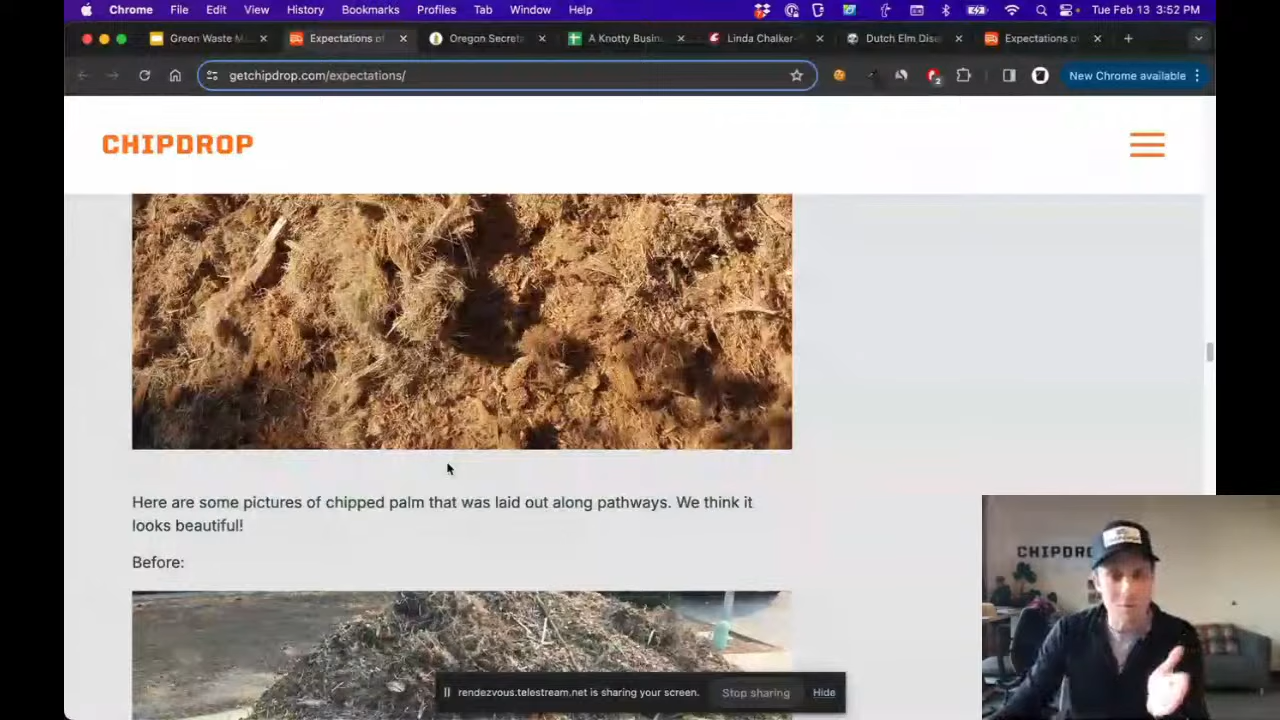 Chrome File Edit View History Bookmarks Profiles Tab Window Help Tue Feb 13 3:52 PM
Green Waste M Expectations of Oregon Secreta A Knotty Busin Linda Chalker- Dutch Elm Dise Expectations of
getchipdrop.com/expectations/ 2 New Chrome available
CHIPDROP
Here are some pictures of chipped palm that was laid out along pathways. We think it
looks beautiful!
Before:
CHIPDRO
rendezvous.telestream.net is sharing your screen. Stop sharing Hide